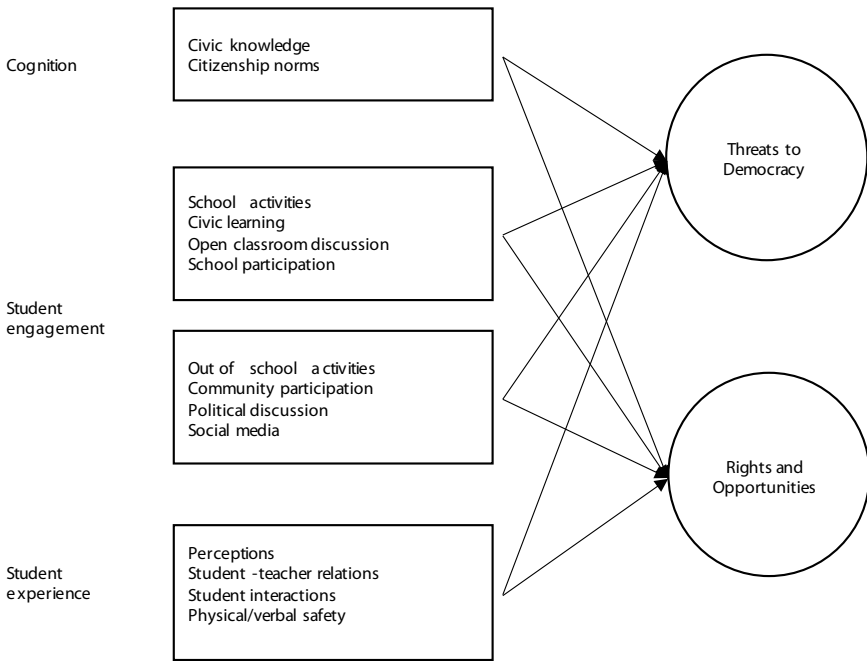 Cognition
Civic knowledge
Citizenship norms
Threats to
Democracy
School activities
Civic learning
Open classroom discussion
School participation
Student
engagement
Out of school activities
Community participation
Political discussion
Social media
Rights and
Opportunities
Student
experience
Perceptions
Student -teacher relations
Student interactions
Physical/verbal safety